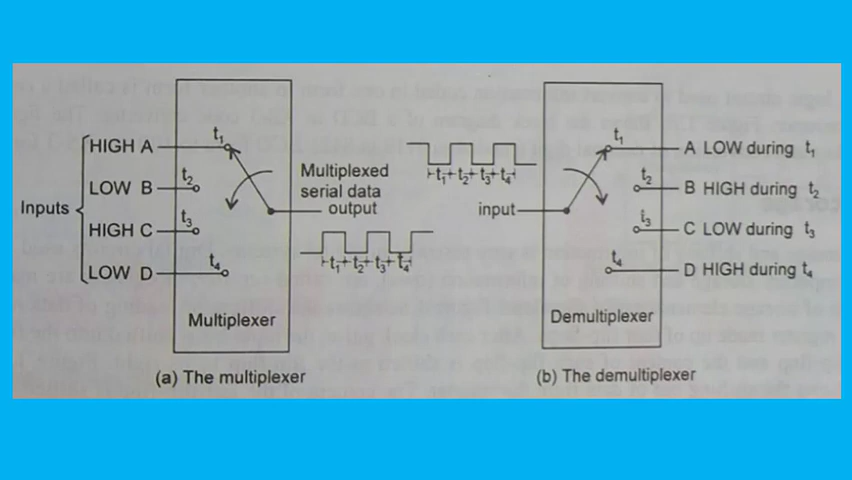 HIGH A
LOW B
HIGH C
LOW D
Inputs
t₁
t₂
t₃
t₄
Multiplexed
serial data
output
t₁ t₂ t₃ t₄
Multiplexer
(a) The multiplexer
t₁ t₂ t₃ t₄
input
t₁
t₂
t₃
t₄
A LOW during t₁
B HIGH during t₂
C LOW during t₃
D HIGH during t₄
Demultiplexer
(b) The demultiplexer